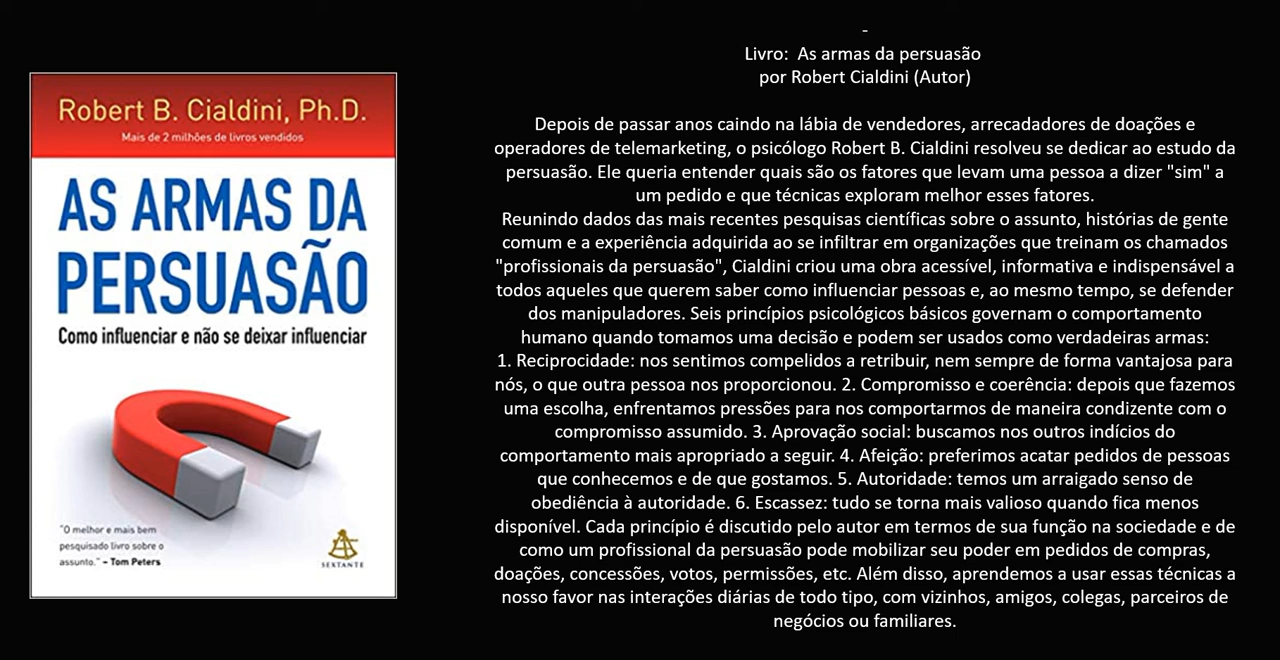 Robert B. Cialdini, Ph.D.
Mais de 2 milhões de livros vendidos
AS ARMAS DA
PERSUASÃO
Como influenciar e não se deixar influenciar
"O melhor e mais bem
pesquisado livro sobre o
assunto." – Tom Peters
SEXTANTE
-
Livro:  As armas da persuasão
por Robert Cialdini (Autor)
Depois de passar anos caindo na lábia de vendedores, arrecadadores de doações e
operadores de telemarketing, o psicólogo Robert B. Cialdini resolveu se dedicar ao estudo da
persuasão. Ele queria entender quais são os fatores que levam uma pessoa a dizer "sim" a
um pedido e que técnicas exploram melhor esses fatores.
Reunindo dados das mais recentes pesquisas científicas sobre o assunto, histórias de gente
comum e a experiência adquirida ao se infiltrar em organizações que treinam os chamados
"profissionais da persuasão", Cialdini criou uma obra acessível, informativa e indispensável a
todos aqueles que querem saber como influenciar pessoas e, ao mesmo tempo, se defender
dos manipuladores. Seis princípios psicológicos básicos governam o comportamento
humano quando tomamos uma decisão e podem ser usados como verdadeiras armas:
1. Reciprocidade: nos sentimos compelidos a retribuir, nem sempre de forma vantajosa para
nós, o que outra pessoa nos proporcionou. 2. Compromisso e coerência: depois que fazemos
uma escolha, enfrentamos pressões para nos comportarmos de maneira condizente com o
compromisso assumido. 3. Aprovação social: buscamos nos outros indícios do
comportamento mais apropriado a seguir. 4. Afeição: preferimos acatar pedidos de pessoas
que conhecemos e de que gostamos. 5. Autoridade: temos um arraigado senso de
obediência à autoridade. 6. Escassez: tudo se torna mais valioso quando fica menos
disponível. Cada princípio é discutido pelo autor em termos de sua função na sociedade e de
como um profissional da persuasão pode mobilizar seu poder em pedidos de compras,
doações, concessões, votos, permissões, etc. Além disso, aprendemos a usar essas técnicas a
nosso favor nas interações diárias de todo tipo, com vizinhos, amigos, colegas, parceiros de
negócios ou familiares.